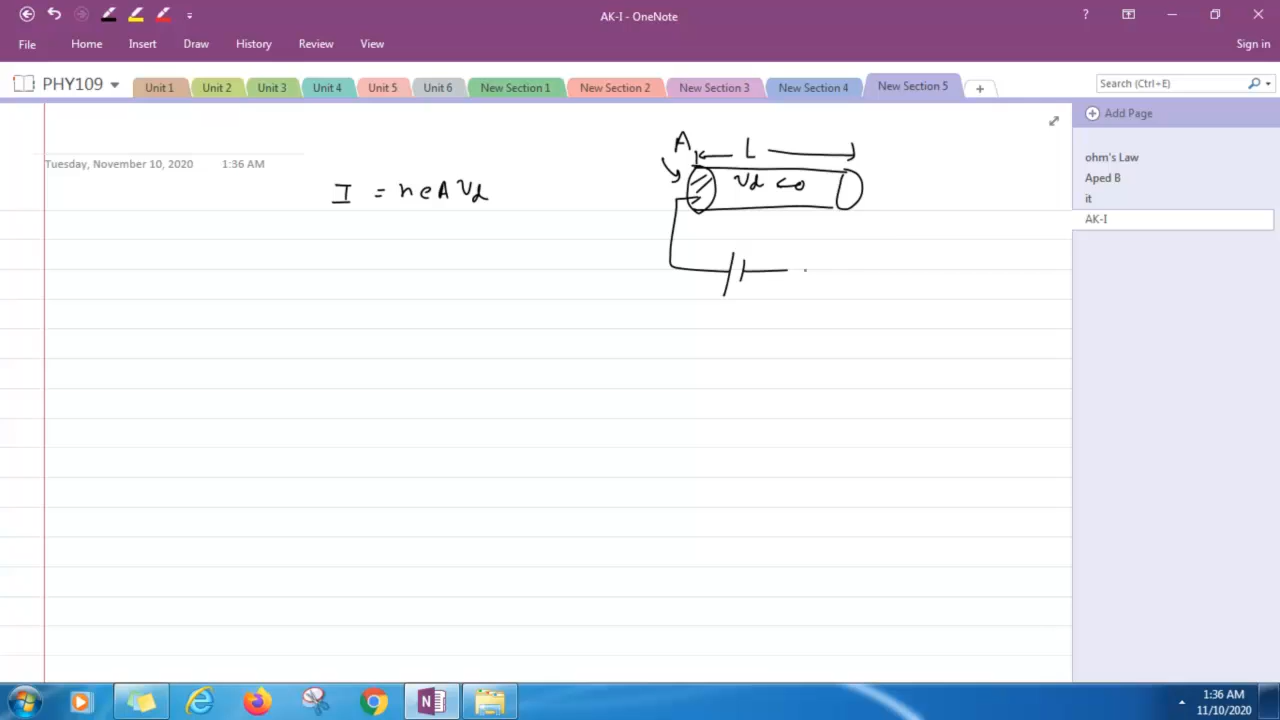 AK-I - OneNote
?
File Home Insert Draw History Review View Sign in
PHY109 Unit 1 Unit 2 Unit 3 Unit 4 Unit 5 Unit 6 New Section 1 New Section 2 New Section 3 New Section 4 New Section 5 + Search (Ctrl+E)
Add Page
ohm's Law
Aped B
it
AK-I
Tuesday, November 10, 2020 1:36 AM
I = neAVd
A L
Vd
1:36 AM
11/10/2020